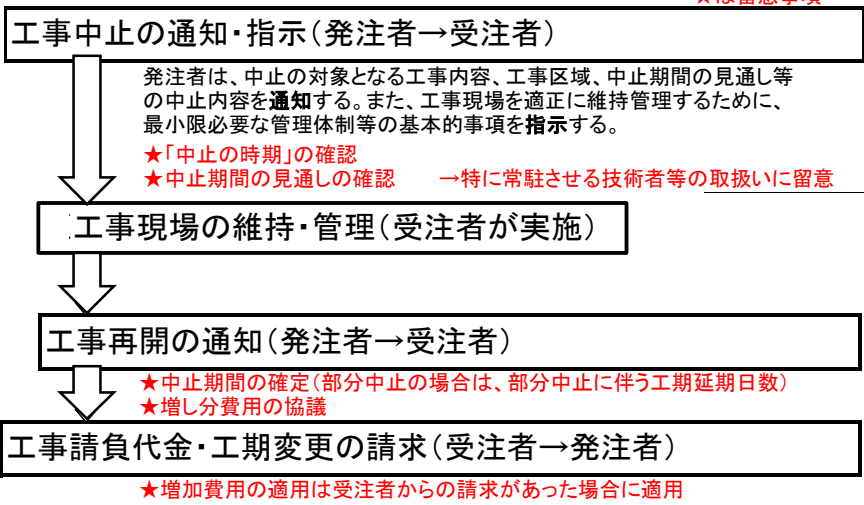 工事中止の通知・指示（発注者→受注者）
発注者は、中止の対象となる工事内容、工事区域、中止期間の見通し等
の中止内容を通知する。また、工事現場を適正に維持管理するために、
最小限必要な管理体制等の基本的事項を指示する。
★「中止の時期」の確認
★中止期間の見通しの確認　　→特に常駐させる技術者等の取扱いに留意
工事現場の維持・管理（受注者が実施）
工事再開の通知（発注者→受注者）
★中止期間の確定（部分中止の場合は、部分中止に伴う工期延期日数）
★増し分費用の協議
工事請負代金・工期変更の請求（受注者→発注者）
★増加費用の適用は受注者からの請求があった場合に適用